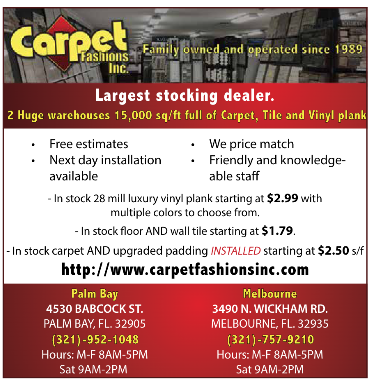 Carpet
Fashions
Inc.
Family owned and operated since 1989
Largest stocking dealer.
2 Huge warehouses 15,000 sq/ft full of Carpet, Tile and Vinyl plank
• Free estimates
• Next day installation
available
• We price match
• Friendly and knowledge-
able staff
- In stock 28 mill luxury vinyl plank starting at $2.99 with
multiple colors to choose from.
- In stock floor AND wall tile starting at $1.79.
- In stock carpet AND upgraded padding INSTALLED starting at $2.50 s/f
http://www.carpetfashionsinc.com
Palm Bay
4530 BABCOCK ST.
PALM BAY, FL. 32905
(321)-952-1048
Hours: M-F 8AM-5PM
Sat 9AM-2PM
Melbourne
3490 N. WICKHAM RD.
MELBOURNE, FL. 32935
(321)-757-9210
Hours: M-F 8AM-5PM
Sat 9AM-2PM